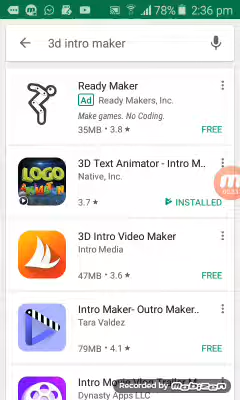 78% 2:36 pm
3d intro maker
Ready Maker
Ad Ready Makers, Inc.
Make games. No Coding.
35MB · 3.8 ★ FREE
LOGO
3D Text Animator - Intro M..
Native, Inc.
3.7 ★ INSTALLED
3D Intro Video Maker
Intro Media
47MB · 3.6 ★ FREE
Intro Maker- Outro Maker..
Tara Valdez
79MB · 4.1 ★ FREE
Dynasty Apps LLC
Recorded by Mobizen